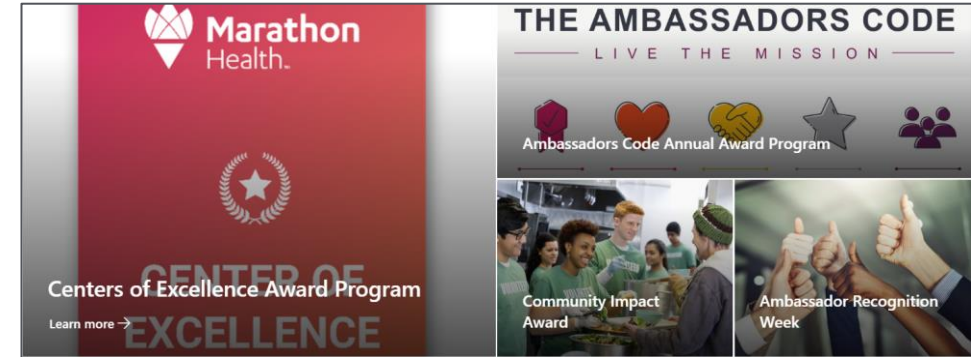 Marathon
Health.
CENTER OF
EXCELLENCE
Centers of Excellence Award Program
Learn more →
THE AMBASSADORS CODE
LIVE THE MISSION
Ambassadors Code Annual Award Program
Community Impact
Award
Ambassador Recognition
Week